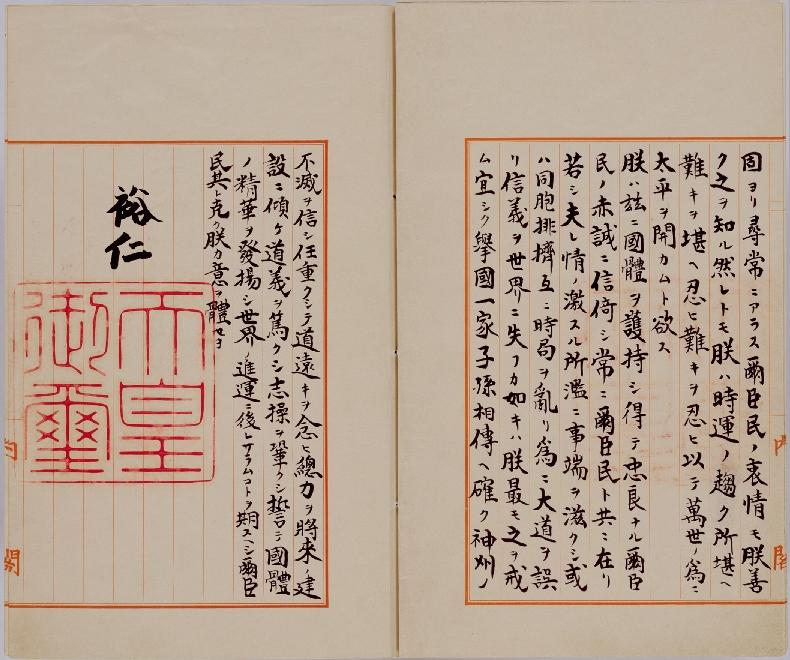 固ヨリ尋常ニアラス爾臣民ノ衷情モ朕善
ク之ヲ知ル然レトモ朕ハ時運ノ趨ク所堪ヘ
難キヲ堪ヘ忍ヒ難キヲ忍ヒ以テ萬世ノ爲ニ
太平ヲ開カムト欲ス
朕ハ玆ニ國體ヲ護持シ得テ忠良ナル爾臣
民ノ赤誠ニ信倚シ常ニ爾臣民ト共ニ在リ
若シ夫レ情ノ激スル所濫ニ事端ヲ滋クシ或
ハ同胞排擠互ニ時局ヲ亂リ爲ニ大道ヲ誤
リ信義ヲ世界ニ失フカ如キハ朕最モ之ヲ戒
ム宜シク擧國一家子孫相傳ヘ確ク神州ノ
内閣
不滅ヲ信シ任重クシテ道遠キヲ念ヒ總力ヲ將來ノ建
設ニ傾ケ道義ヲ篤クシ志操ヲ鞏クシ誓テ國體
ノ精華ヲ發揚シ世界ノ進運ニ後レサラムコトヲ期スヘシ爾臣
民其レ克ク朕カ意ヲ體セヨ
裕仁
天皇
御璽
内閣